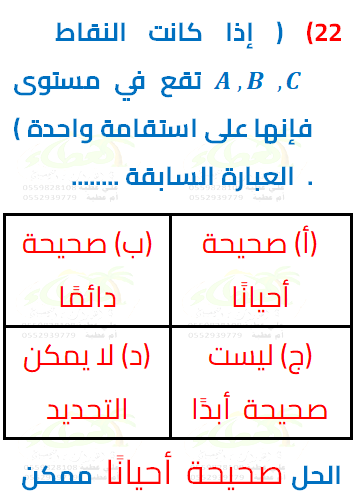 22) ( إذا كانت النقاط
A ,B ,C تقع في مستوى
فإنها على استقامة واحدة )
. العبارة السابقة ........
(أ) صحيحة أحيانًا
(ب) صحيحة دائمًا
(ج) ليست صحيحة أبدًا
(د) لا يمكن التحديد
الحل صحيحة أحيانًا ممكن